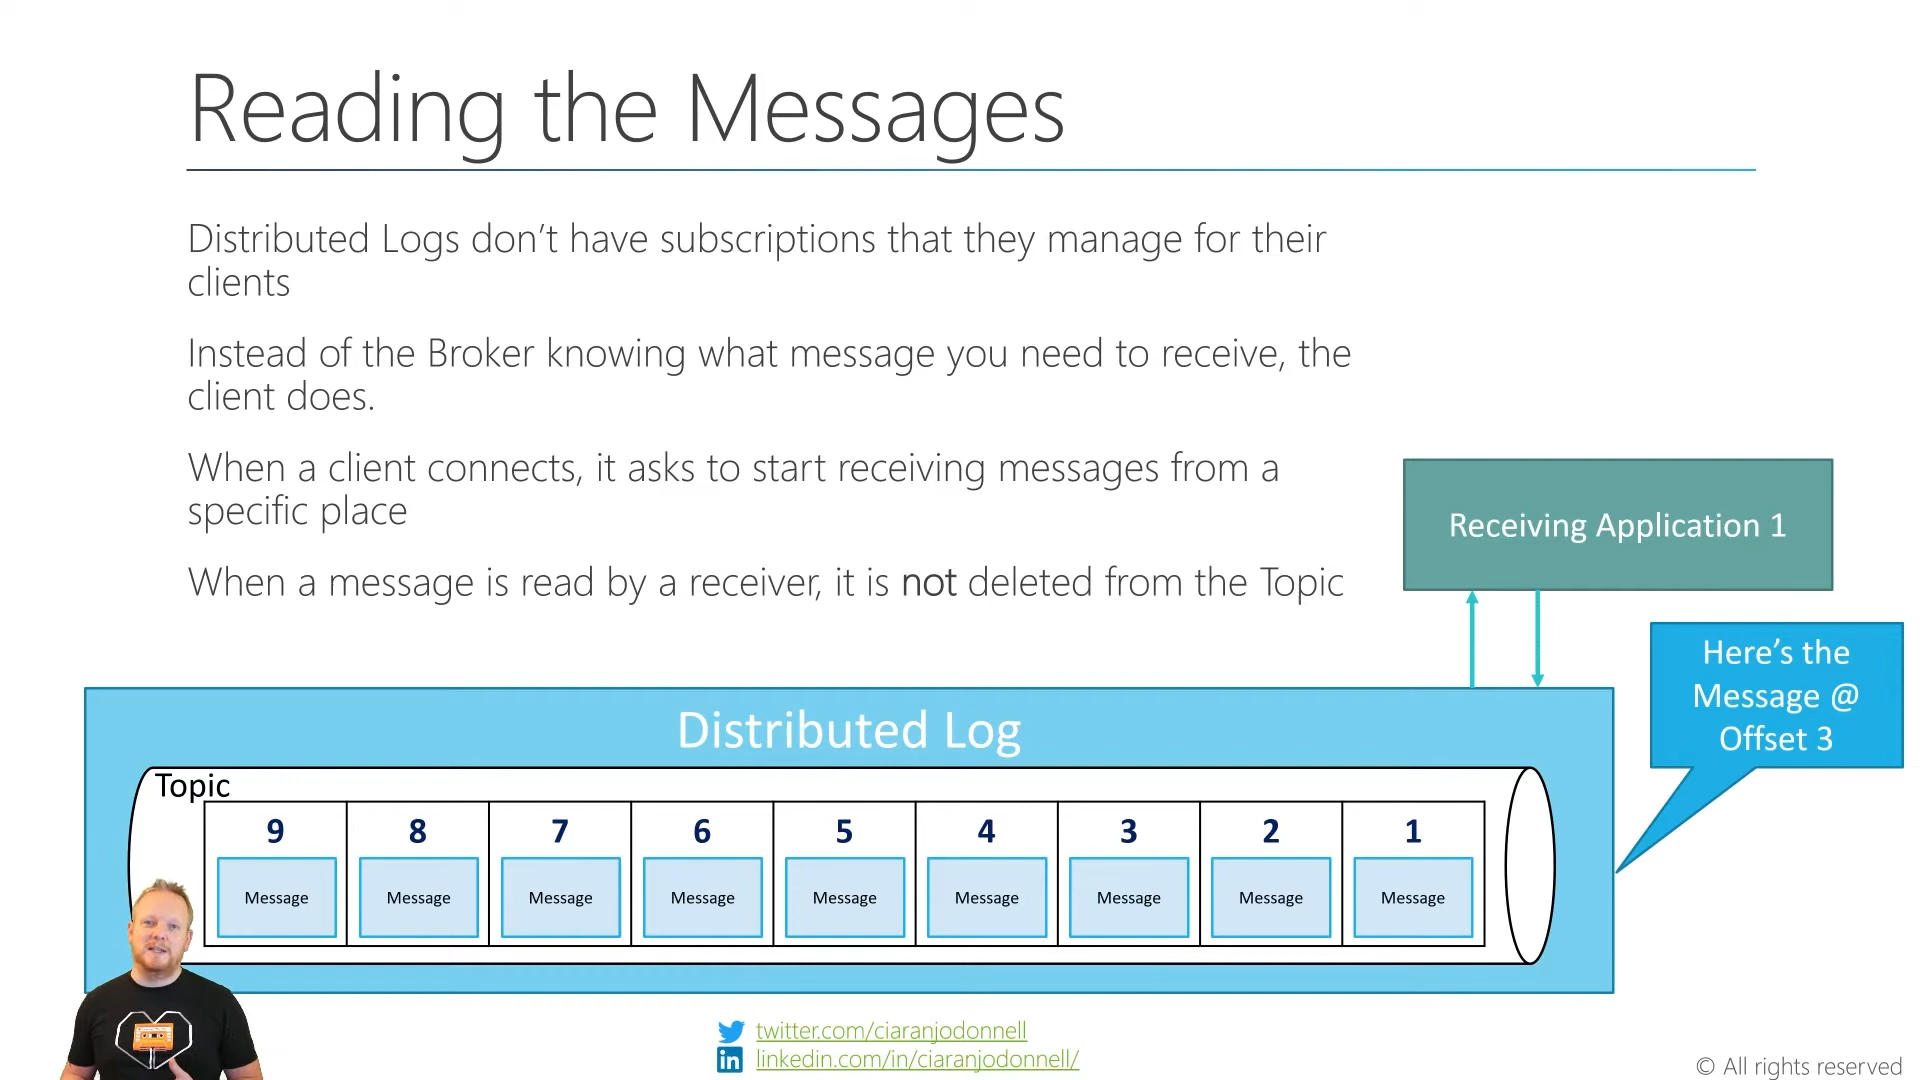 Reading the Messages
Distributed Logs don’t have subscriptions that they manage for their
clients
Instead of the Broker knowing what message you need to receive, the
client does.
When a client connects, it asks to start receiving messages from a
specific place
When a message is read by a receiver, it is not deleted from the Topic
Receiving Application 1
Here’s the
Message @
Offset 3
Distributed Log
Topic
9 8 7 6 5 4 3 2 1
Message Message Message Message Message Message Message Message Message
twitter.com/ciaranjodonnell
linkedin.com/in/ciaranjodonnell/
© All rights reserved